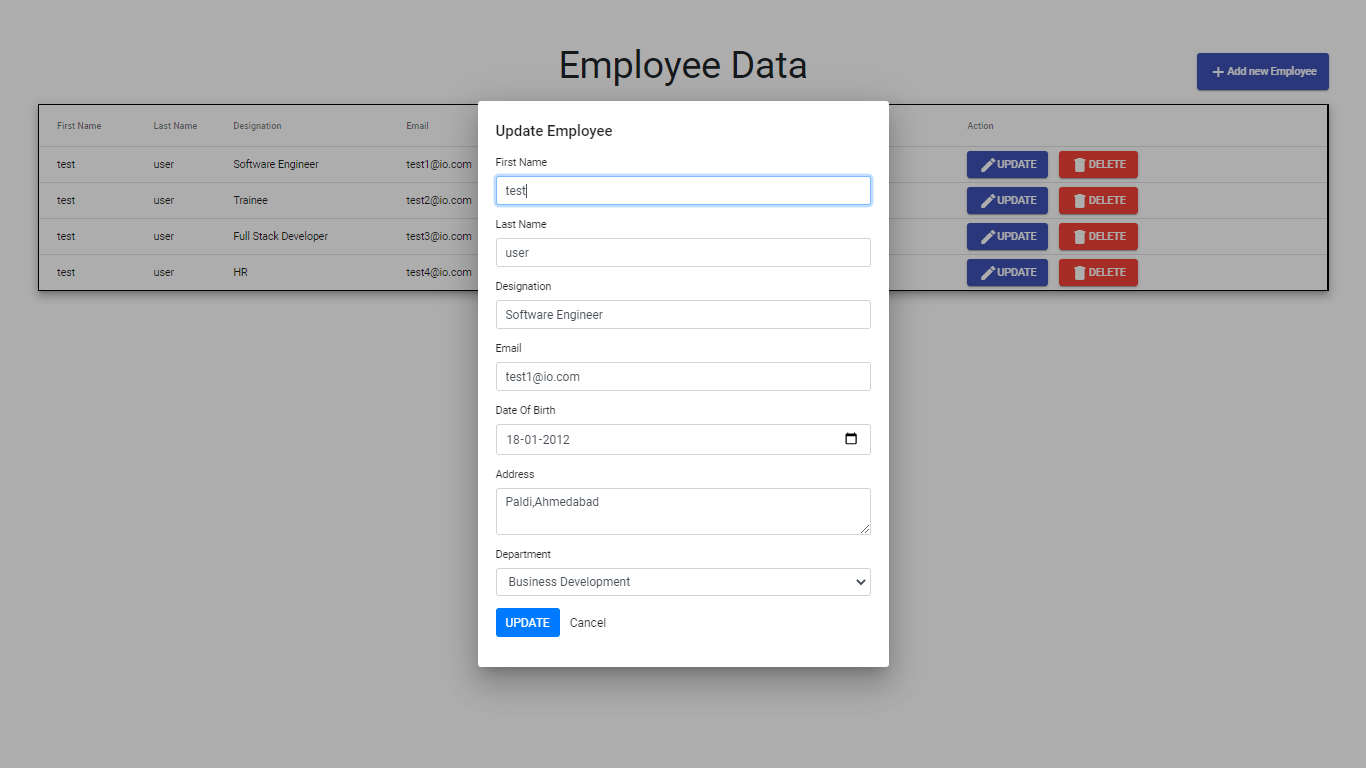 Employee Data
Add new Employee
First Name Last Name Designation Email Action
test user Software Engineer test1@io.com UPDATE DELETE
test user Trainee test2@io.com UPDATE DELETE
test user Full Stack Developer test3@io.com UPDATE DELETE
test user HR test4@io.com UPDATE DELETE
Update Employee
First Name
test
Last Name
user
Designation
Software Engineer
Email
test1@io.com
Date Of Birth
18-01-2012
Address
Paldi,Ahmedabad
Department
Business Development
UPDATE Cancel